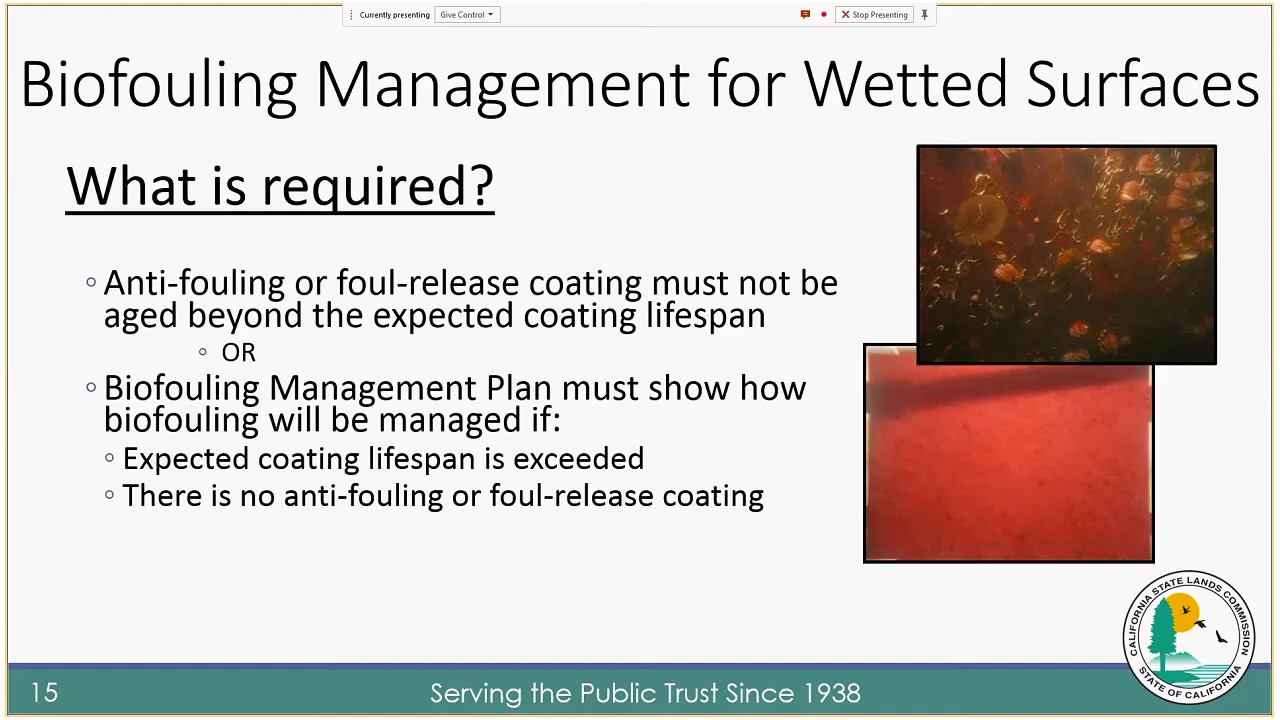 Currently presenting Give Control Stop Presenting
Biofouling Management for Wetted Surfaces
What is required?
Anti-fouling or foul-release coating must not be
aged beyond the expected coating lifespan
OR
Biofouling Management Plan must show how
biofouling will be managed if:
Expected coating lifespan is exceeded
There is no anti-fouling or foul-release coating
CALIFORNIA STATE LANDS COMMISSION
STATE OF CALIFORNIA
15 Serving the Public Trust Since 1938